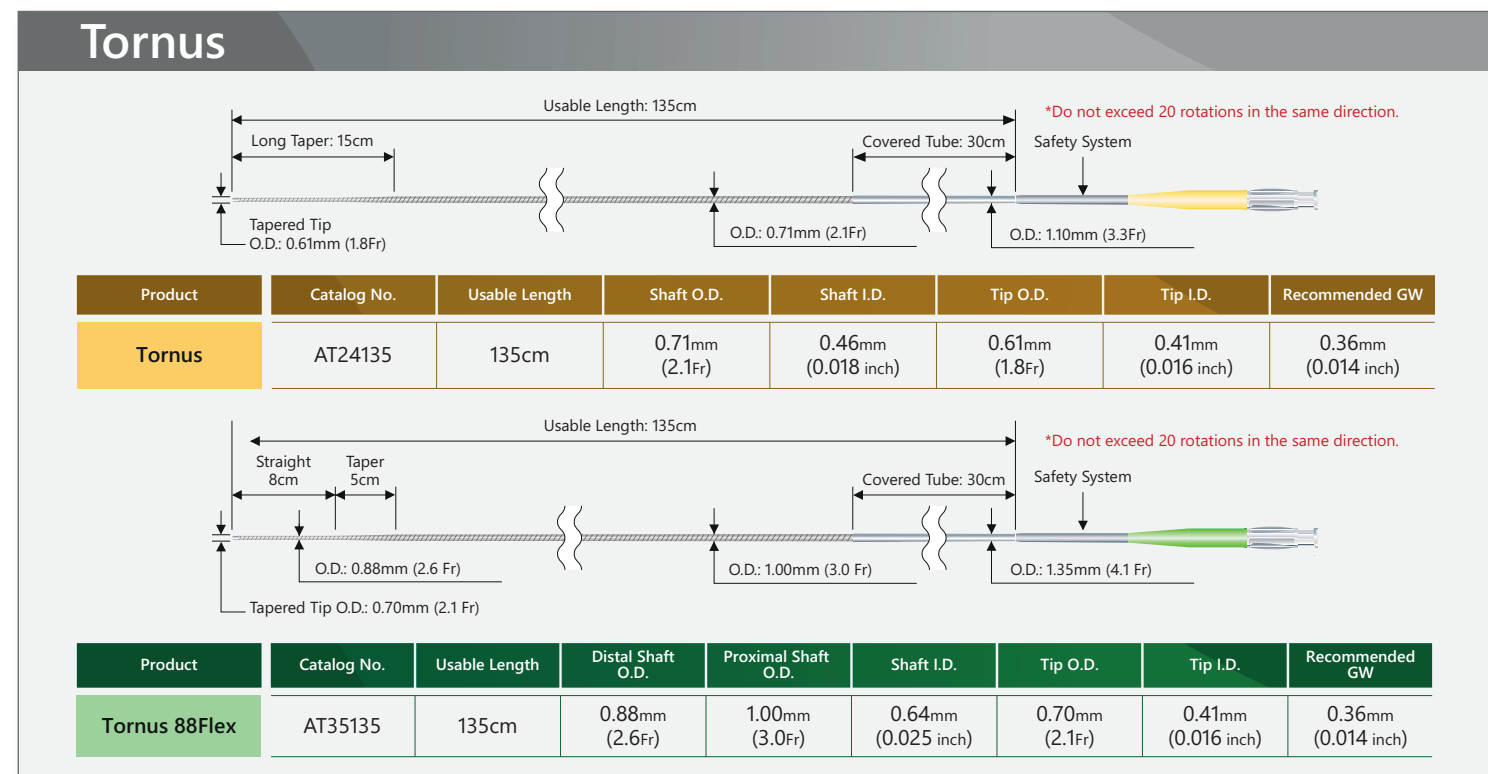 Tornus
Usable Length: 135cm
*Do not exceed 20 rotations in the same direction.
Long Taper: 15cm
Covered Tube: 30cm
Safety System
Tapered Tip
O.D.: 0.61mm (1.8Fr)
O.D.: 0.71mm (2.1Fr)
O.D.: 1.10mm (3.3Fr)
Product Catalog No. Usable Length Shaft O.D. Shaft I.D. Tip O.D. Tip I.D. Recommended GW
Tornus AT24135 135cm 0.71mm 0.46mm 0.61mm 0.41mm 0.36mm
(2.1Fr) (0.018 inch) (1.8Fr) (0.016 inch) (0.014 inch)
Usable Length: 135cm
*Do not exceed 20 rotations in the same direction.
Straight
8cm
Taper
5cm
Covered Tube: 30cm
Safety System
O.D.: 0.88mm (2.6 Fr)
O.D.: 1.00mm (3.0 Fr)
O.D.: 1.35mm (4.1 Fr)
Tapered Tip O.D.: 0.70mm (2.1 Fr)
Product Catalog No. Usable Length Distal Shaft O.D. Proximal Shaft O.D. Shaft I.D. Tip O.D. Tip I.D. Recommended GW
Tornus 88Flex AT35135 135cm 0.88mm 1.00mm 0.64mm 0.70mm 0.41mm 0.36mm
(2.6Fr) (3.0Fr) (0.025 inch) (2.1Fr) (0.016 inch) (0.014 inch)